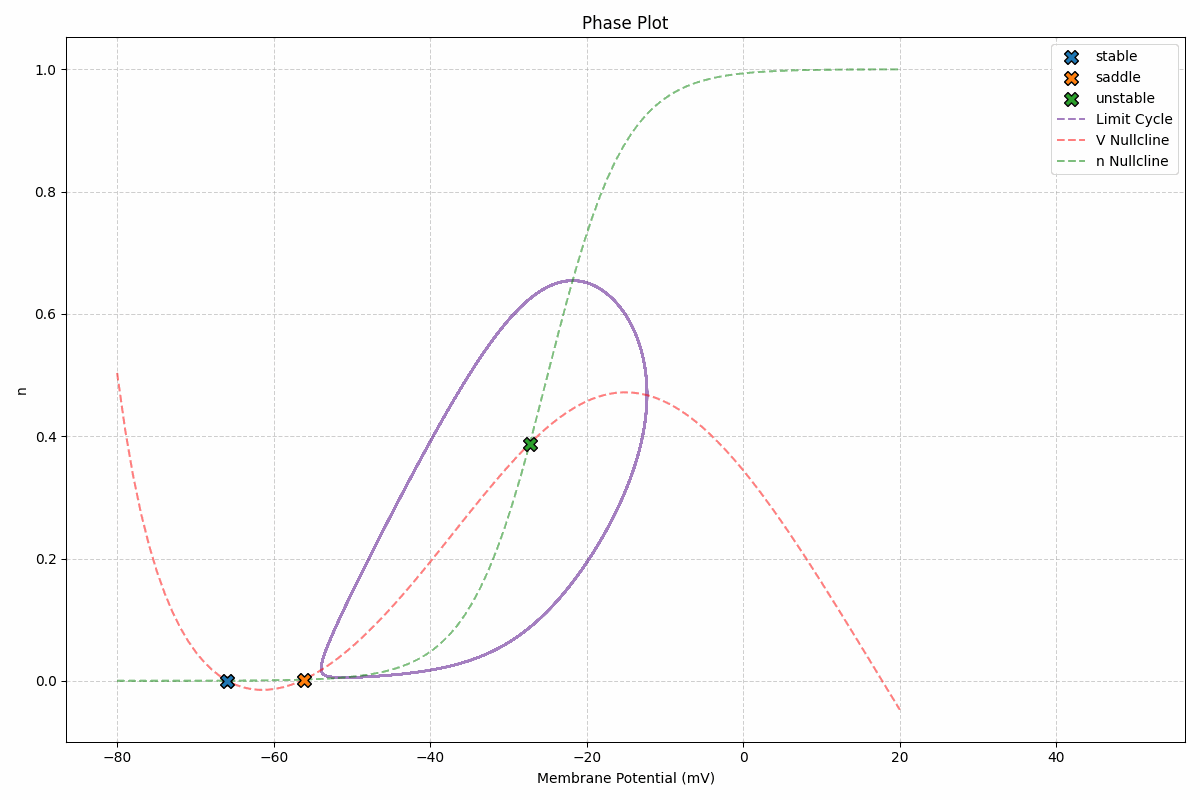 Phase Plot
stable
saddle
unstable
Limit Cycle
V Nullcline
n Nullcline
1.0
0.8
0.6
0.4
0.2
0.0
n
−80
−60
−40
−20
0
20
40
Membrane Potential (mV)